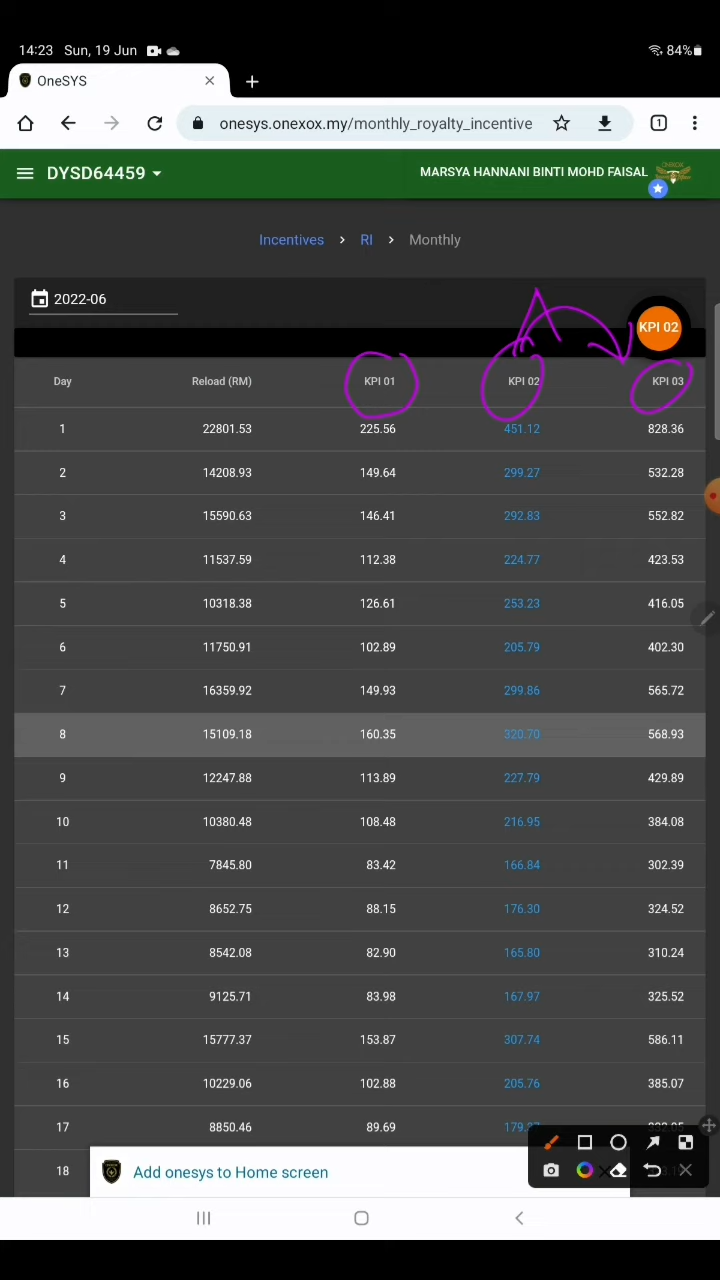 14:23 Sun, 19 Jun 84%
OneSYS
onesys.onexox.my/monthly_royalty_incentive 1
DYSD64459 MARSYA HANNANI BINTI MOHD FAISAL
Incentives > RI > Monthly
2022-06 KPI 02
Day Reload (RM) KPI 01 KPI 02 KPI 03
1 22801.53 225.56 451.12 828.36
2 14208.93 149.64 299.27 532.28
3 15590.63 146.41 292.83 552.82
4 11537.59 112.38 224.77 423.53
5 10318.38 126.61 253.23 416.05
6 11750.91 102.89 205.79 402.30
7 16359.92 149.93 299.86 565.72
8 15109.18 160.35 320.70 568.93
9 12247.88 113.89 227.79 429.89
10 10380.48 108.48 216.95 384.08
11 7845.80 83.42 166.84 302.39
12 8652.75 88.15 176.30 324.52
13 8542.08 82.90 165.80 310.24
14 9125.71 83.98 167.97 325.52
15 15777.37 153.87 307.74 586.11
16 10229.06 102.88 205.76 385.07
17 8850.46 89.69
18
Add onesys to Home screen